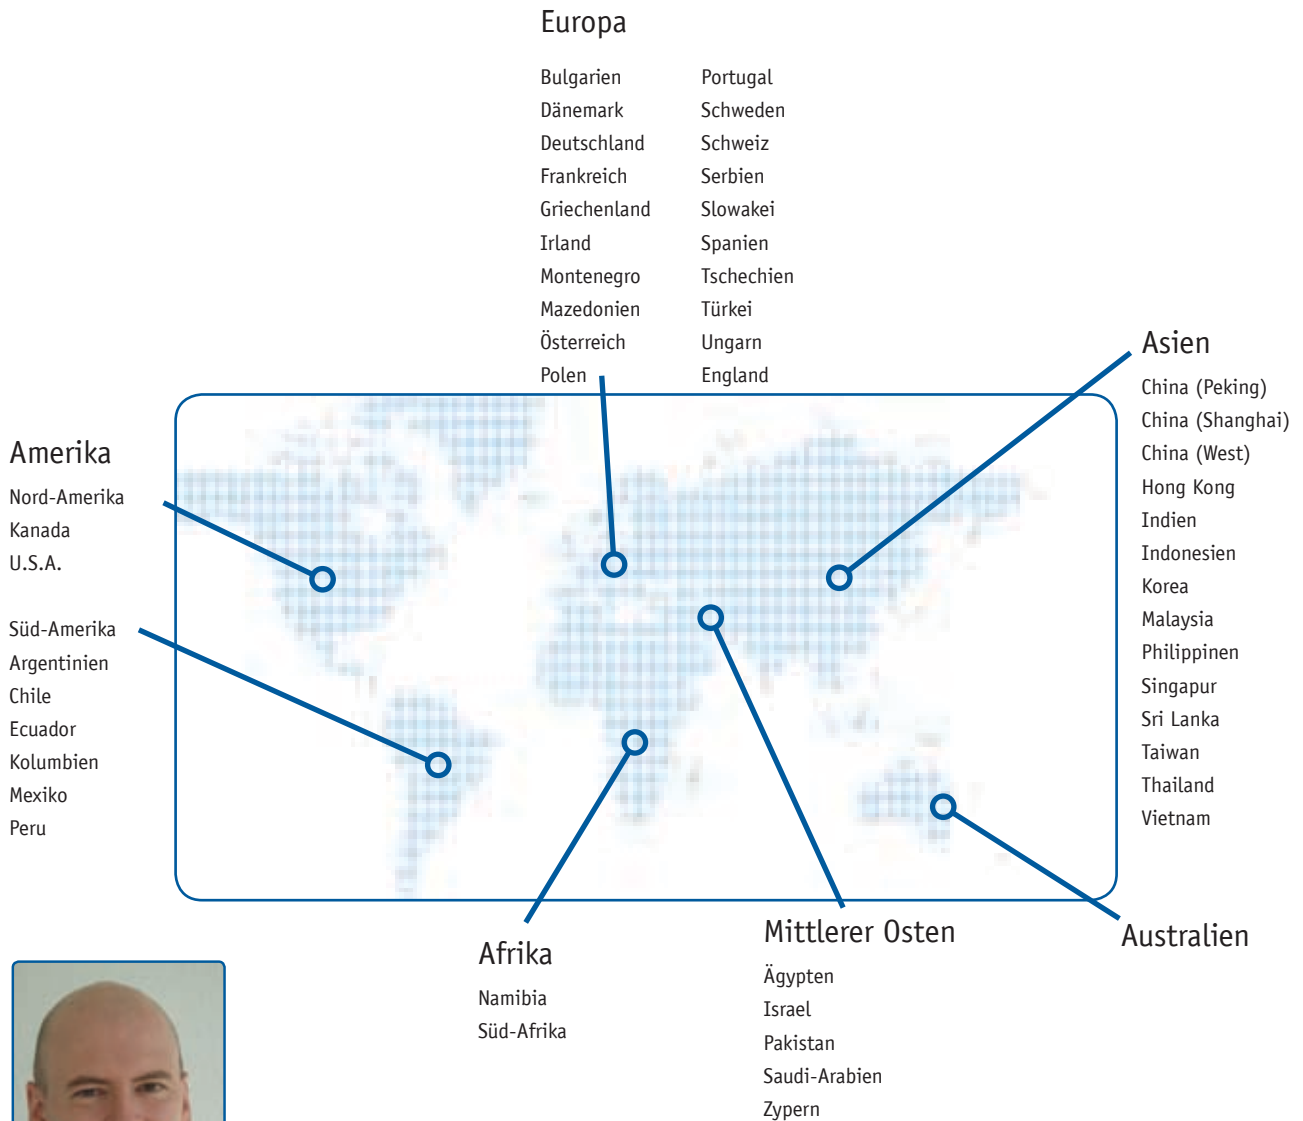 Europa
Bulgarien
Dänemark
Deutschland
Frankreich
Griechenland
Irland
Montenegro
Mazedonien
Österreich
Polen
Portugal
Schweden
Schweiz
Serbien
Slowakei
Spanien
Tschechien
Türkei
Ungarn
England
Amerika
Nord-Amerika
Kanada
U.S.A.
Süd-Amerika
Argentinien
Chile
Ecuador
Kolumbien
Mexiko
Peru
Asien
China (Peking)
China (Shanghai)
China (West)
Hong Kong
Indien
Indonesien
Korea
Malaysia
Philippinen
Singapur
Sri Lanka
Taiwan
Thailand
Vietnam
Afrika
Namibia
Süd-Afrika
Mittlerer Osten
Ägypten
Israel
Pakistan
Saudi-Arabien
Zypern
Australien